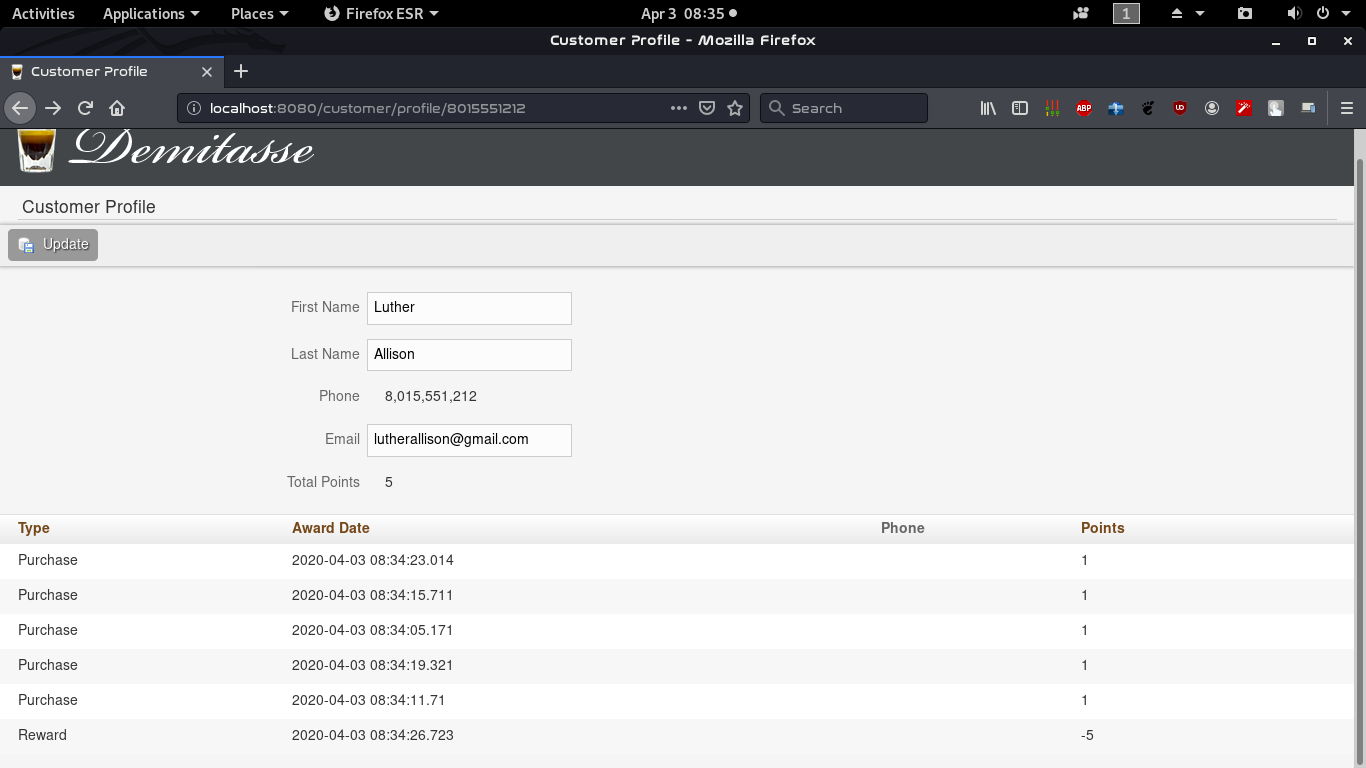 Activities Applications Places Firefox ESR Apr 3 08:35 1
Customer Profile - Mozilla Firefox
Customer Profile
localhost:8080/customer/profile/8015551212 Search ABP
Demitasse
Customer Profile
Update
First Name Luther
Last Name Allison
Phone 8,015,551,212
Email lutherallison@gmail.com
Total Points 5
Type Award Date Phone Points
Purchase 2020-04-03 08:34:23.014 1
Purchase 2020-04-03 08:34:15.711 1
Purchase 2020-04-03 08:34:05.171 1
Purchase 2020-04-03 08:34:19.321 1
Purchase 2020-04-03 08:34:11.71 1
Reward 2020-04-03 08:34:26.723 -5